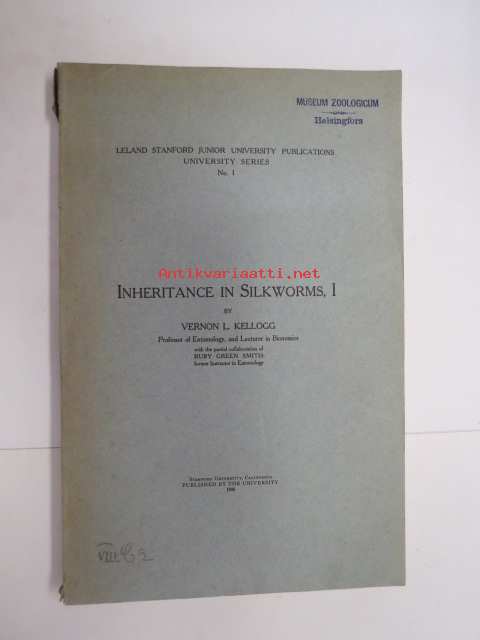 MUSEUM ZOOLOGICUM
Helsingfors
LELAND STANFORD JUNIOR UNIVERSITY PUBLICATIONS
UNIVERSITY SERIES
No. 1
Antikvariaatti.net
INHERITANCE IN SILKWORMS, I
BY
VERNON L. KELLOGG
Professor of Entomology, and Lecturer in Bionomics
with the partial collaboration of
RUBY GREEN SMITH
former Instructor in Entomology
STANFORD UNIVERSITY, CALIFORNIA
PUBLISHED BY THE UNIVERSITY
1908